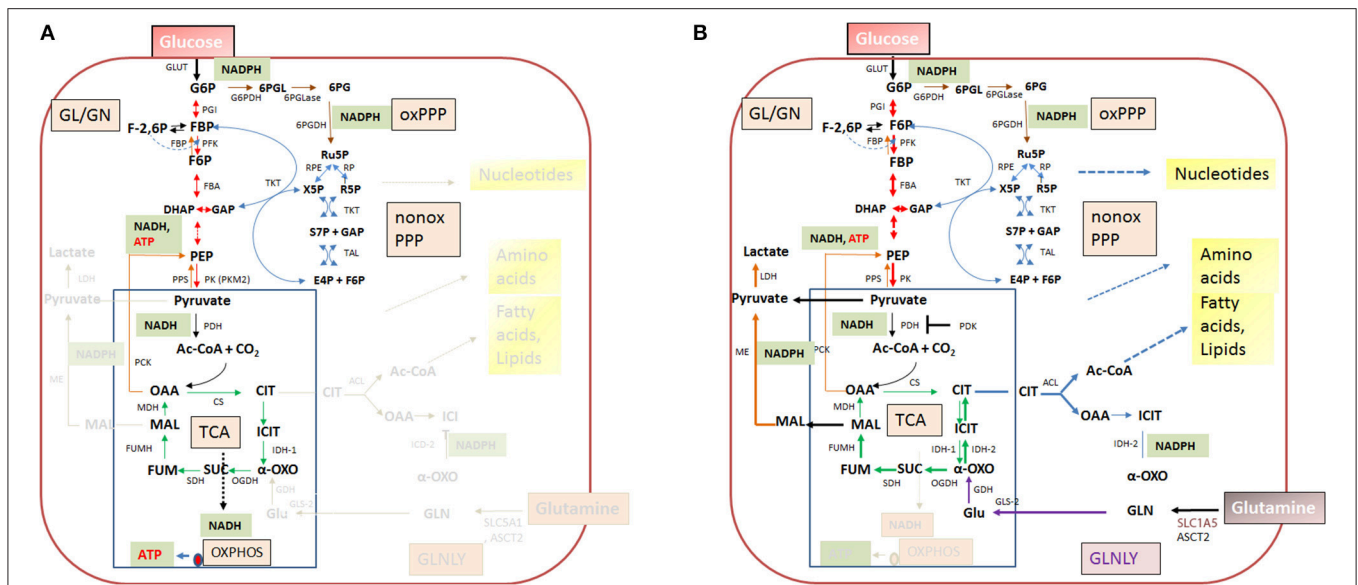 A
Glucose
GLUT
NADPH
G6P
6PGL
6PG
G6PDH
6PGLase
PGI
GL/GN
6PGDH
NADPH
oxPPP
F-2,6P
FBP
FBP
PFK
F6P
Ru5P
RPE
RP
FBA
TKT
X5P
R5P
Nucleotides
TKT
DHAP
GAP
NADH,
ATP
nonox
PPP
S7P + GAP
TAL
Lactate
PEP
LDH
PPS
PK (PKM2)
E4P + F6P
Amino
acids
Pyruvate
Pyruvate
NADH
PDH
Fatty
acids,
Lipids
Ac-CoA + CO2
NADPH
PCK
ME
Ac-CoA
OAA
CIT
CIT
ACL
CS
MDH
OAA
ICI
T
MAL
MAL
TCA
ICIT
ICD-2
NADPH
FUMH
IDH-1
FUM
SUC
α-OXO
α-OXO
SDH
OGDH
GDH
GLS-2
Glu
GLN
Glutamine
NADH
SLC5A1
, ASCT2
ATP
OXPHOS
GLNLY
B
Glucose
GLUT
NADPH
G6P
6PGL
6PG
G6PDH
6PGLase
PGI
GL/GN
6PGDH
NADPH
oxPPP
F-2,6P
F6P
FBP
PFK
FBP
Ru5P
RPE
RP
FBA
TKT
X5P
R5P
Nucleotides
TKT
DHAP
GAP
nonox
PPP
S7P + GAP
NADH, ATP
TAL
Lactate
PEP
LDH
PPS
PK
E4P + F6P
Amino
acids
Pyruvate
Pyruvate
NADH
PDH
PDK
Fatty
acids,
Lipids
Ac-CoA + CO2
NADPH
PCK
ME
Ac-CoA
OAA
CIT
CIT
ACL
CS
MDH
OAA
ICIT
MAL
MAL
TCA
ICIT
IDH-2
NADPH
FUMH
IDH-1
FUM
SUC
α-OXO
α-OXO
SDH
OGDH
GDH
GLS-2
Glu
GLN
Glutamine
NADH
SLC1A5
ASCT2
OXPHOS
GLNLY